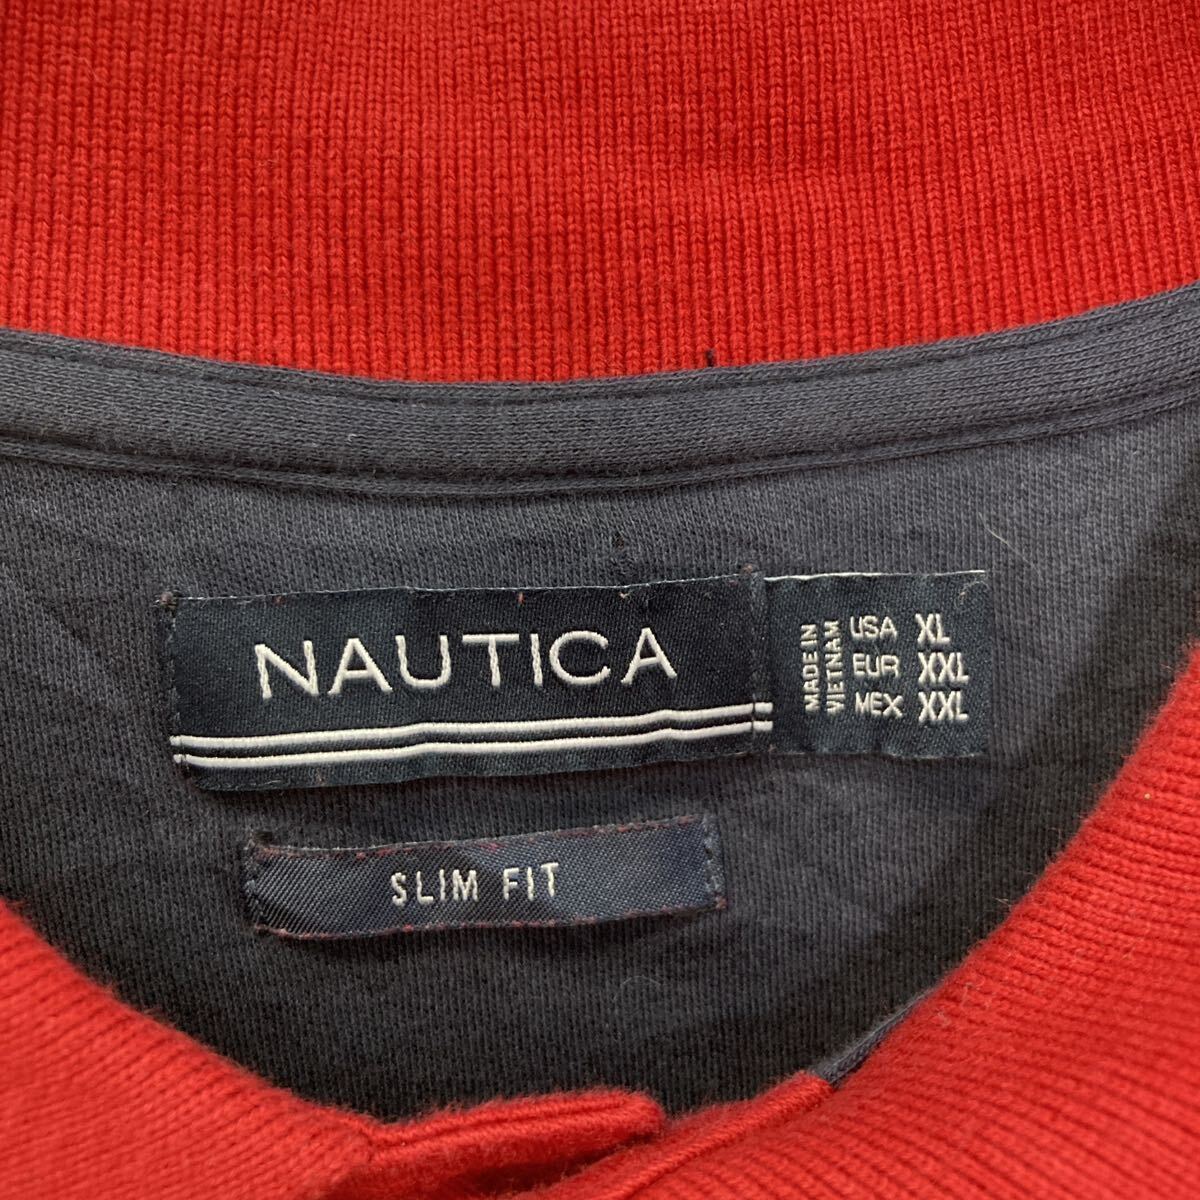 NAUTICA
MADE IN
VIETNAM
USA XL
EUR XXL
MEX XXL
SLIM FIT